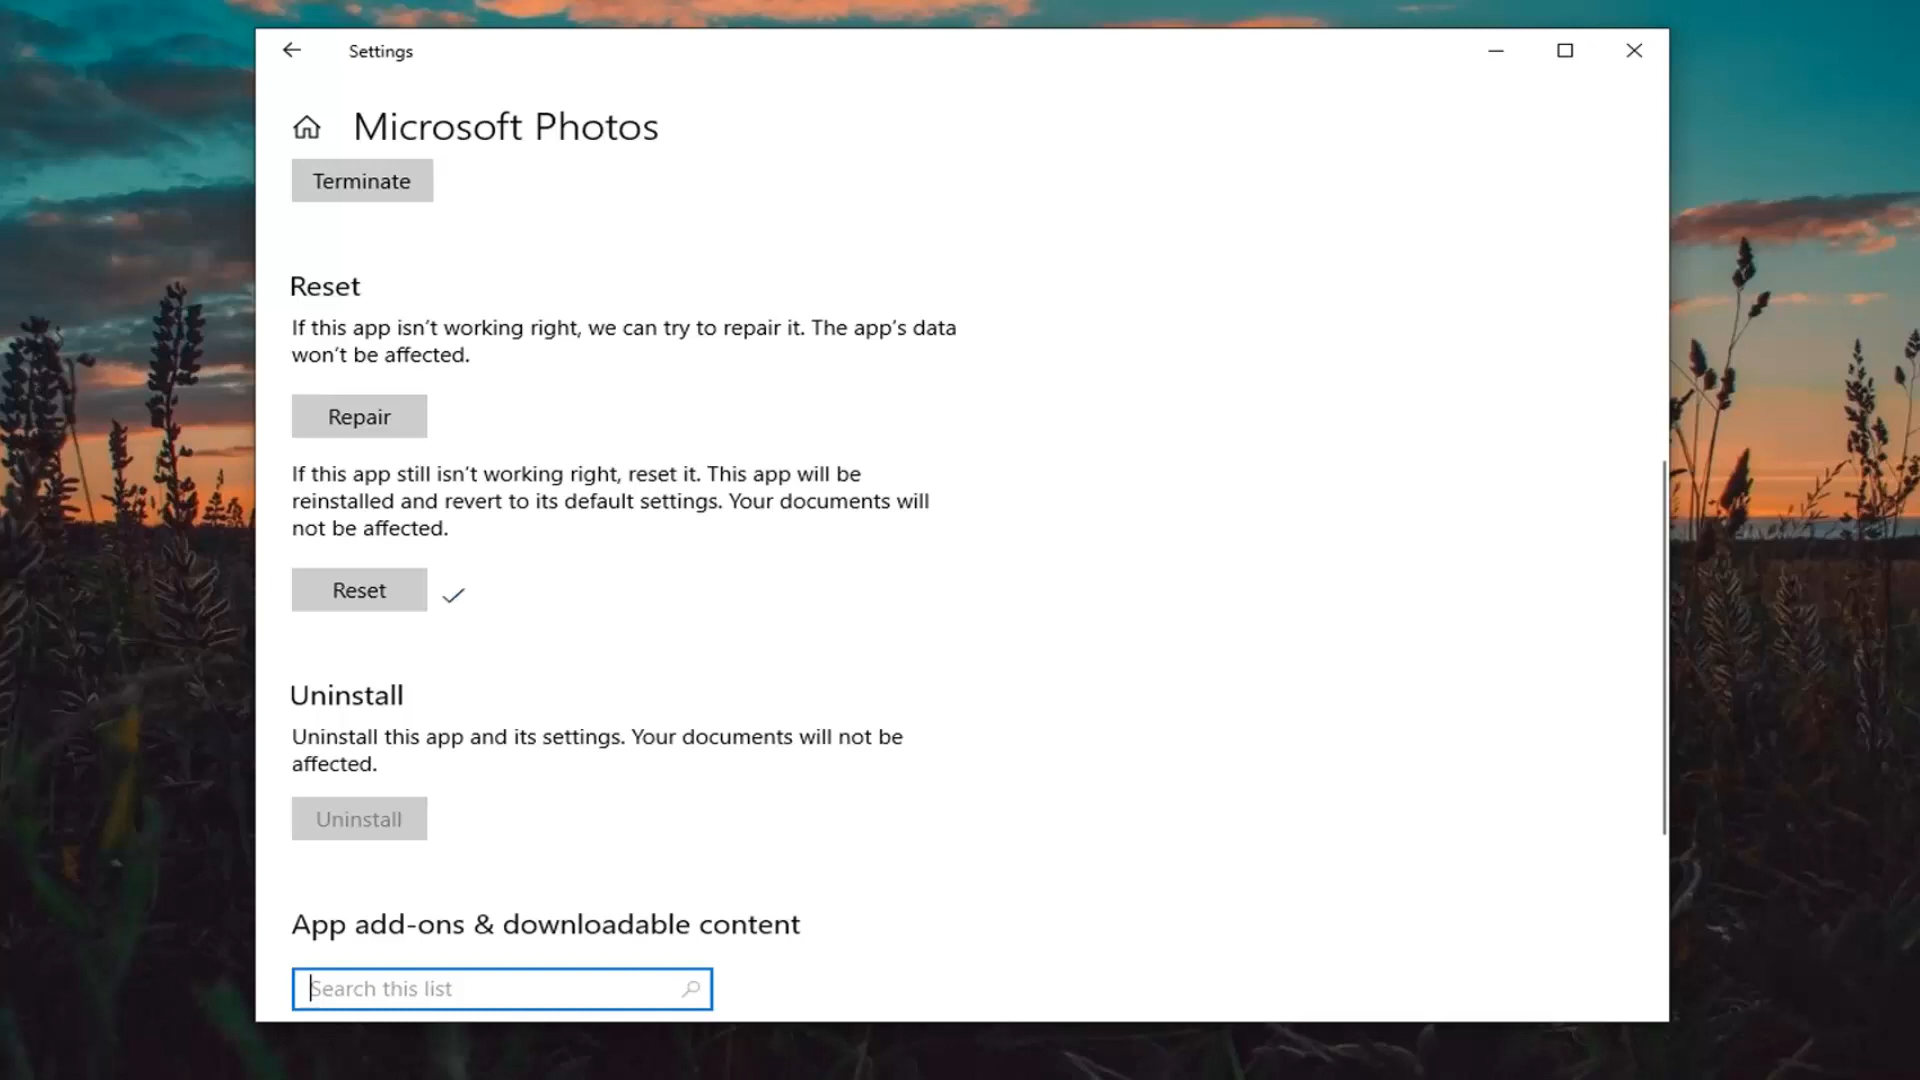 Settings
Microsoft Photos
Terminate
Reset
If this app isn’t working right, we can try to repair it. The app’s data
won’t be affected.
Repair
If this app still isn’t working right, reset it. This app will be
reinstalled and revert to its default settings. Your documents will
not be affected.
Reset
Uninstall
Uninstall this app and its settings. Your documents will not be
affected.
Uninstall
App add-ons & downloadable content
Search this list